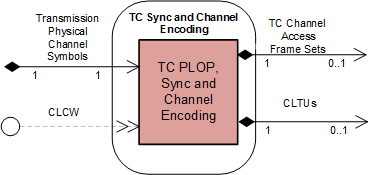 Transmission
Physical
Channel
Symbols
1
1
CLCW
TC Sync and Channel
Encoding
TC PLOP,
Sync and
Channel
Encoding
TC Channel
Access
Frame Sets
1
0..1
CLTUs
1
0..1